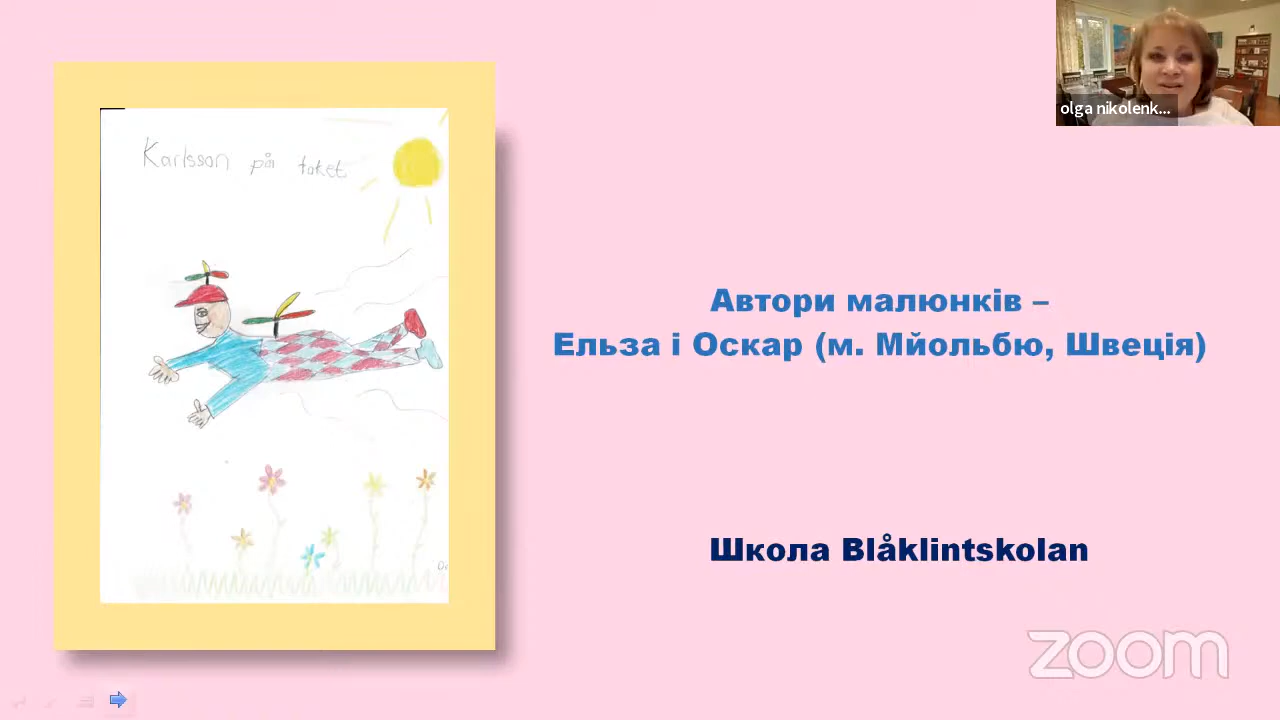 olga nikolenk...
Karlsson på taket
Автори малюнків –
Ельза і Оскар (м. Мйольбю, Швеція)
Школа Blåklintskolan
zoom